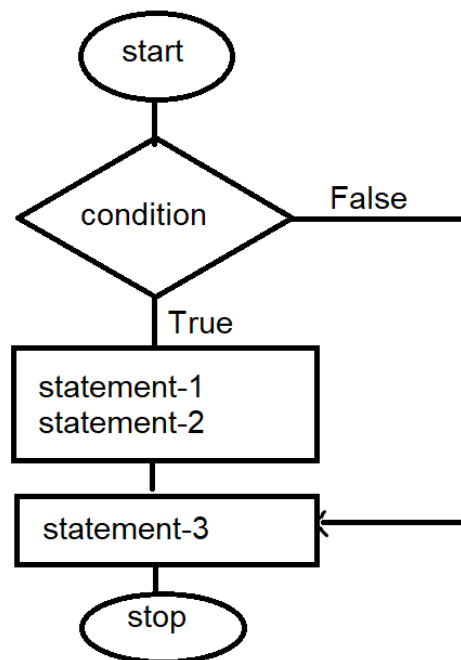 start
condition
False
True
statement-1
statement-2
statement-3
stop